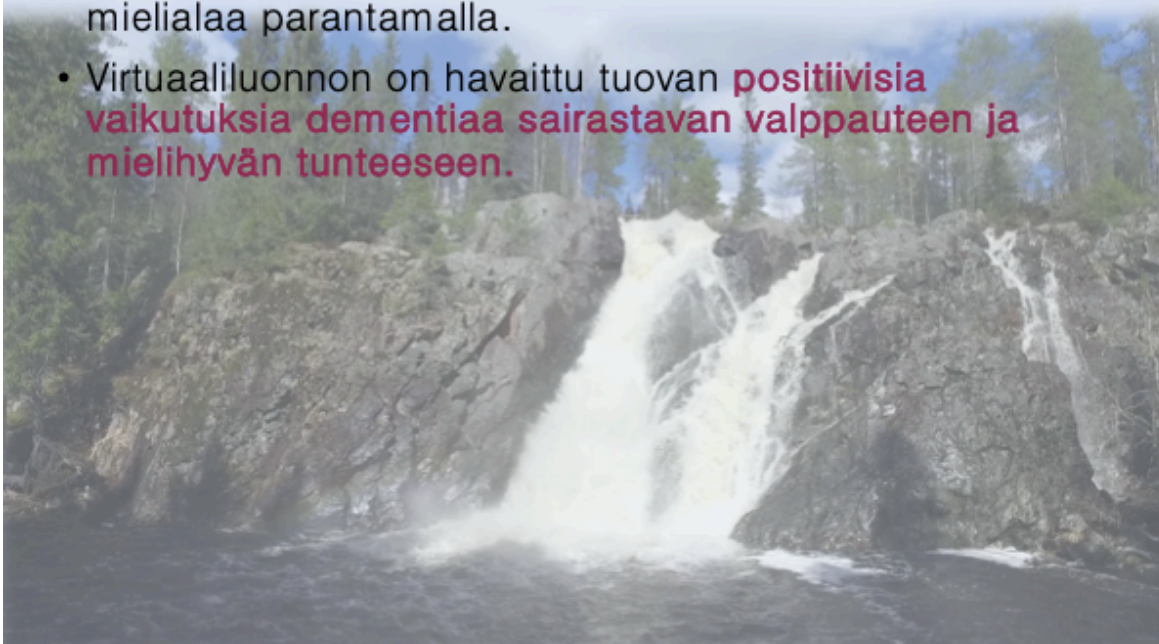 mielialaa parantamalla.
• Virtuaaliluonnon on havaittu tuovan positiivisia
vaikutuksia dementiaa sairastavan valppauteen ja
mielihyvän tunteeseen.